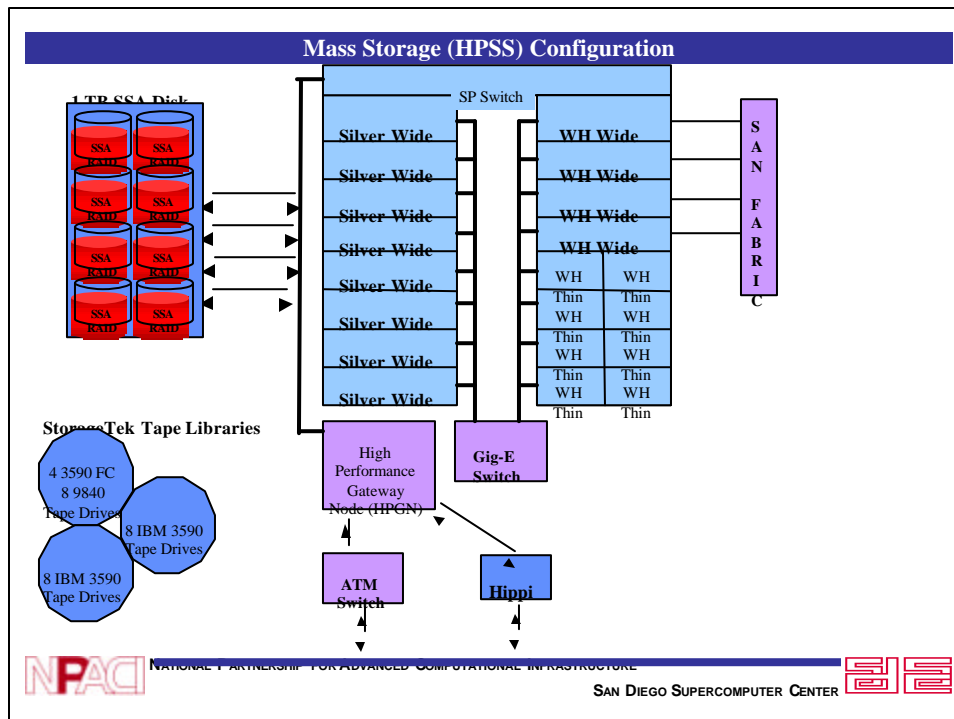 Mass Storage (HPSS) Configuration
1 TB SSA Disk
SSA
RAID
SSA
RAID
SSA
RAID
SSA
RAID
SSA
RAID
SSA
RAID
SSA
RAID
SSA
RAID
SP Switch
Silver Wide
Silver Wide
Silver Wide
Silver Wide
Silver Wide
Silver Wide
Silver Wide
Silver Wide
WH Wide
WH Wide
WH Wide
WH Wide
WH
Thin
WH
Thin
WH
Thin
WH
Thin
WH
Thin
WH
Thin
WH
Thin
WH
Thin
SAN FABRIC
StorageTek Tape Libraries
4 3590 FC
8 9840
Tape Drives
8 IBM 3590
Tape Drives
8 IBM 3590
Tape Drives
High
Performance
Gateway
Node (HPGN)
Gig-E
Switch
ATM
Switch
Hippi
NPACI
NATIONAL PARTNERSHIP FOR ADVANCED COMPUTATIONAL INFRASTRUCTURE
SAN DIEGO SUPERCOMPUTER CENTER